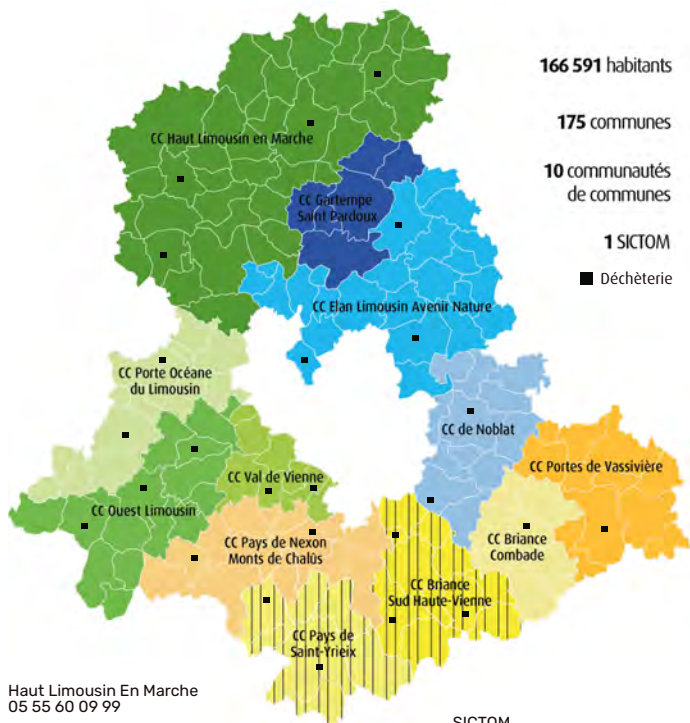 166 591 habitants
175 communes
10 communautés
de communes
1 SICTOM
Déchèterie
CC Haut Limousin en Marche
CC Gartempe
Saint Pardoux
CC Elan Limousin Avenir Nature
CC Porte Océane
du Limousin
CC de Noblat
CC Portes de Vassivière
CC Val de Vienne
CC Ouest Limousin
CC Pays de Nexon
Monts de Chalûs
CC Briance
Combade
CC Briance
Sud Haute-Vienne
CC Pays de
Saint-Yrieix
Haut Limousin En Marche
05 55 60 09 99
SICTOM